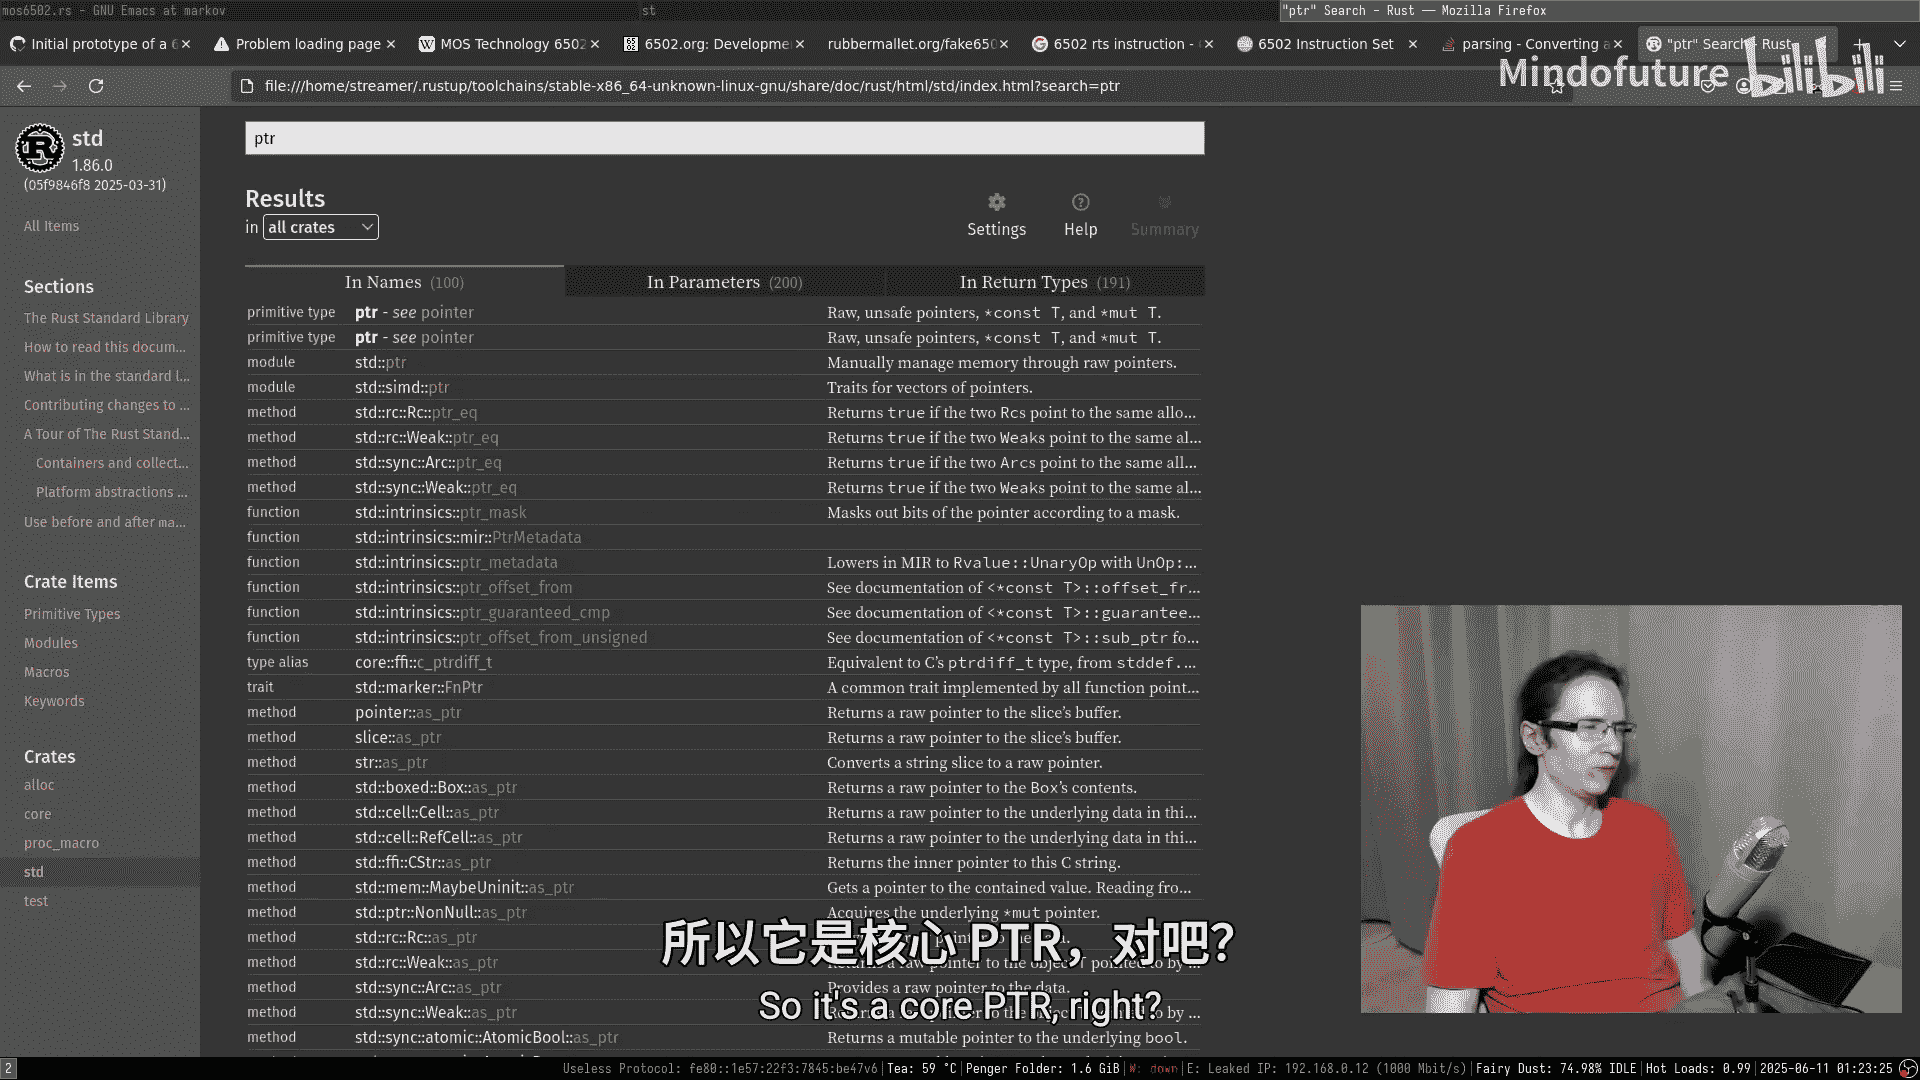 mos6502.rs - GNU Emacs at markov
st
"ptr" Search - Rust — Mozilla Firefox
Initial prototype of a 6
Problem loading page
MOS Technology 6502
6502.org: Developme
rubbermallet.org/fake650
6502 rts instruction -
6502 Instruction Set
parsing - Converting a
"ptr" Search - Rust
file:///home/streamer/.rustup/toolchains/stable-x86_64-unknown-linux-gnu/share/doc/rust/html/std/index.html?search=ptr
Mindofuture
bilibili
std
1.86.0
(05f9846f8 2025-03-31)
All Items
Sections
The Rust Standard Library
How to read this docum...
What is in the standard l...
Contributing changes to ...
A Tour of The Rust Stand...
Containers and collect...
Platform abstractions ...
Use before and after ma...
Crate Items
Primitive Types
Modules
Macros
Keywords
Crates
alloc
core
proc_macro
std
test
ptr
Results
in all crates
Settings
Help
Summary
In Names (100)
In Parameters (200)
In Return Types (191)
primitive type ptr - see pointer Raw, unsafe pointers, *const T, and *mut T.
primitive type ptr - see pointer Raw, unsafe pointers, *const T, and *mut T.
module std::ptr Manually manage memory through raw pointers.
module std::simd::ptr Traits for vectors of pointers.
method std::rc::Rc::ptr_eq Returns true if the two Rcs point to the same allo...
method std::rc::Weak::ptr_eq Returns true if the two Weaks point to the same al...
method std::sync::Arc::ptr_eq Returns true if the two Arcs point to the same all...
method std::sync::Weak::ptr_eq Returns true if the two Weaks point to the same al...
function std::intrinsics::ptr_mask Masks out bits of the pointer according to a mask.
function std::intrinsics::mir::PtrMetadata
function std::intrinsics::ptr_metadata Lowers in MIR to Rvalue::UnaryOp with UnOp:...
function std::intrinsics::ptr_offset_from See documentation of <*const T>::offset_fr...
function std::intrinsics::ptr_guaranteed_cmp See documentation of <*const T>::guarantee...
function std::intrinsics::ptr_offset_from_unsigned See documentation of <*const T>::sub_ptr fo...
type alias core::ffi::c_ptrdiff_t Equivalent to C's ptrdiff_t type, from stddef....
trait std::marker::FnPtr A common trait implemented by all function point...
method pointer::as_ptr Returns a raw pointer to the slice's buffer.
method slice::as_ptr Returns a raw pointer to the slice's buffer.
method str::as_ptr Converts a string slice to a raw pointer.
method std::boxed::Box::as_ptr Returns a raw pointer to the Box's contents.
method std::cell::Cell::as_ptr Returns a raw pointer to the underlying data in thi...
method std::cell::RefCell::as_ptr Returns a raw pointer to the underlying data in thi...
method std::ffi::CStr::as_ptr Returns the inner pointer to this C string.
method std::mem::MaybeUninit::as_ptr Gets a pointer to the contained value. Reading fro...
method std::ptr::NonNull::as_ptr Acquires the underlying *mut pointer.
method std::rc::Rc::as_ptr
method std::rc::Weak::as_ptr Returns a raw pointer to the object T pointed to by ...
method std::sync::Arc::as_ptr Provides a raw pointer to the data.
method std::sync::Weak::as_ptr
method std::sync::atomic::AtomicBool::as_ptr Returns a mutable pointer to the underlying bool.
所以它是核心 PTR，对吧？
So it's a core PTR, right?
2
Useless Protocol: fe80::1e57:22f3:7845:be47v6|Tea: 59 °C|Penger Folder: 1.6 GiB|W: down|E: Leaked IP: 192.168.0.12 (1000 Mbit/s)|Fairy Dust: 74.98% IDLE|Hot Loads: 0.99|2025-06-11 01:23:25